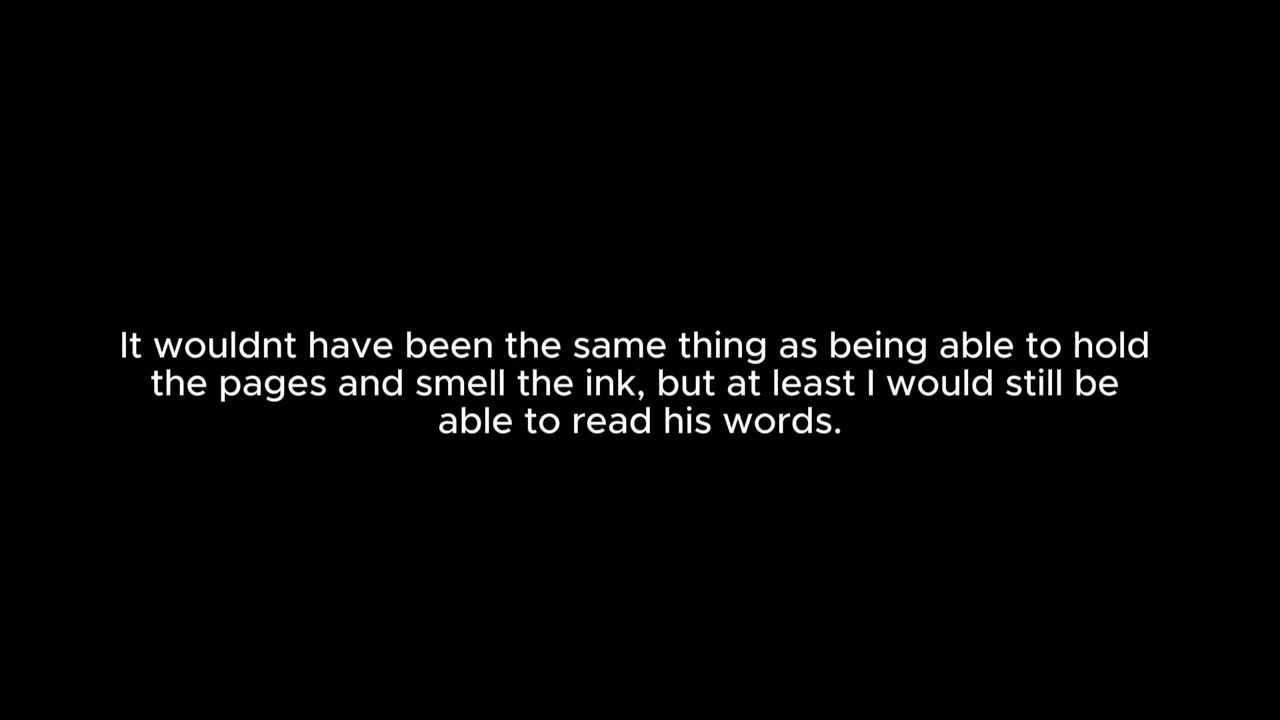 It wouldnt have been the same thing as being able to hold
the pages and smell the ink, but at least I would still be
able to read his words.